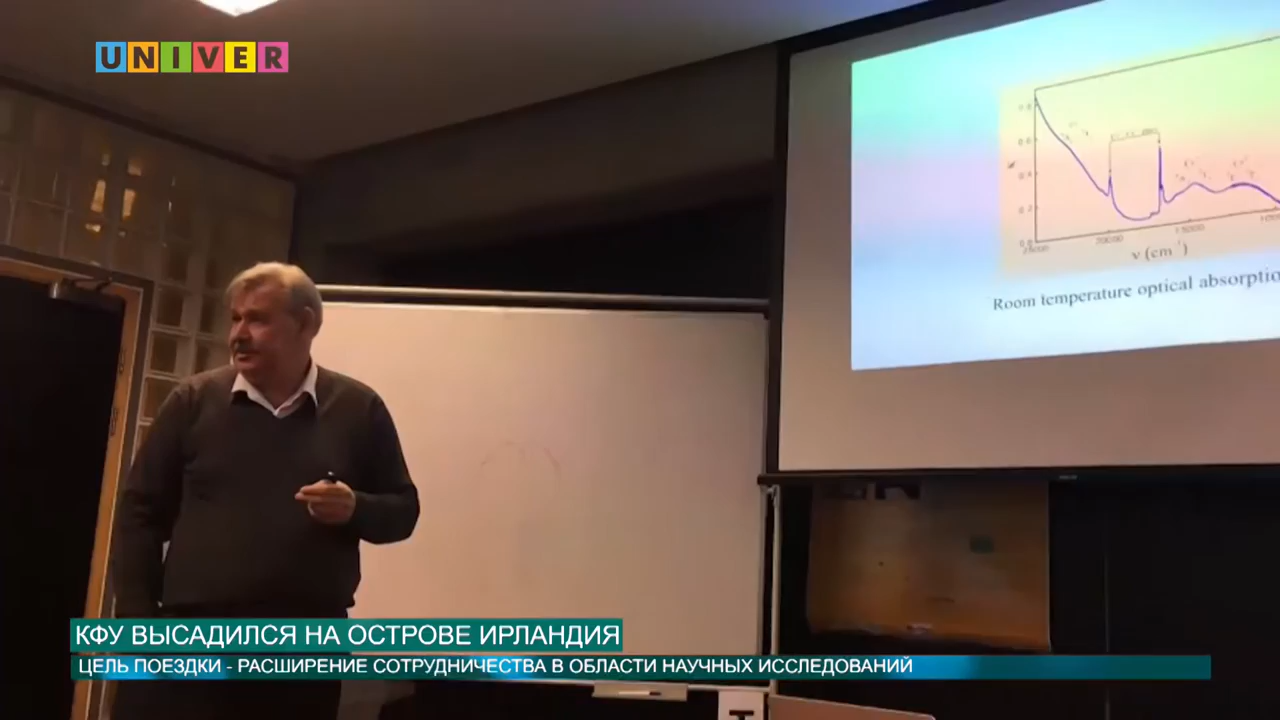 UNIVER
ν (cm⁻¹)
Room temperature optical absorptio
КФУ ВЫСАДИЛСЯ НА ОСТРОВЕ ИРЛАНДИЯ
ЦЕЛЬ ПОЕЗДКИ - РАСШИРЕНИЕ СОТРУДНИЧЕСТВА В ОБЛАСТИ НАУЧНЫХ ИССЛЕДОВАНИЙ